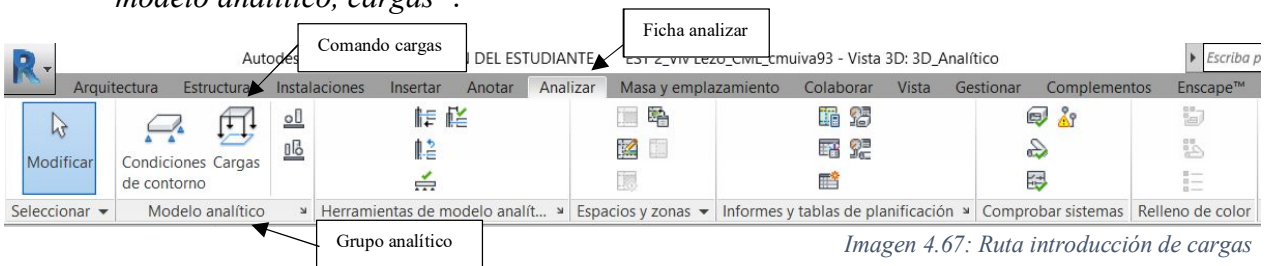 modelo analítico, cargas".
Comando cargas
Ficha analizar
R
Autodes N DEL ESTUDIANTE EST 2_Viv Lezo_CML_cmuiva93 - Vista 3D: 3D_Analítico Escriba p
Arquitectura Estructura Instalaciones Insertar Anotar Analizar Masa y emplazamiento Colaborar Vista Gestionar Complementos Enscape™
Modificar Condiciones de contorno Cargas
Seleccionar Modelo analítico Herramientas de modelo analít... Espacios y zonas Informes y tablas de planificación Comprobar sistemas Relleno de color
Grupo analítico
Imagen 4.67: Ruta introducción de cargas